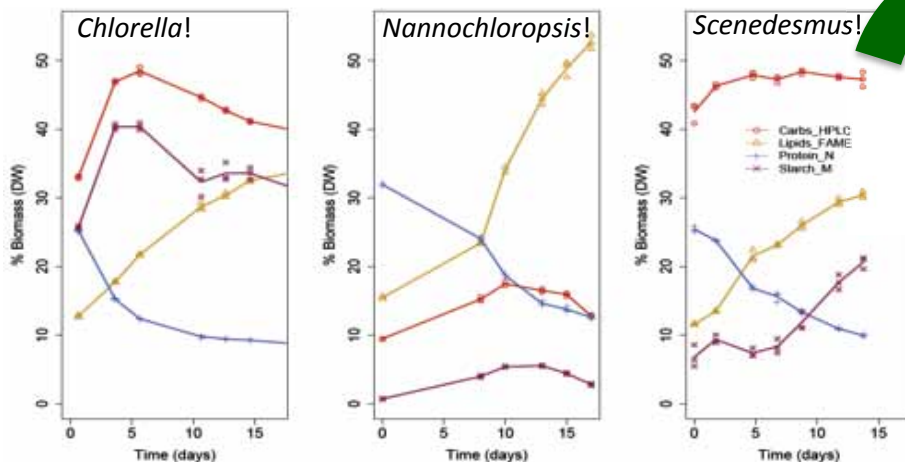 Chlorella!
Nannochloropsis!
Scenedesmus!
% Biomass (DW)
50
40
30
20
10
0
0 5 10 15
Time (days)
% Biomass (DW)
50
40
30
20
10
0
0 5 10 15
Time (days)
% Biomass (DW)
50
40
30
20
10
0
Carbs_HPLC
Lipids_FAME
Protein_N
Starch_M
0 5 10 15
Time (days)